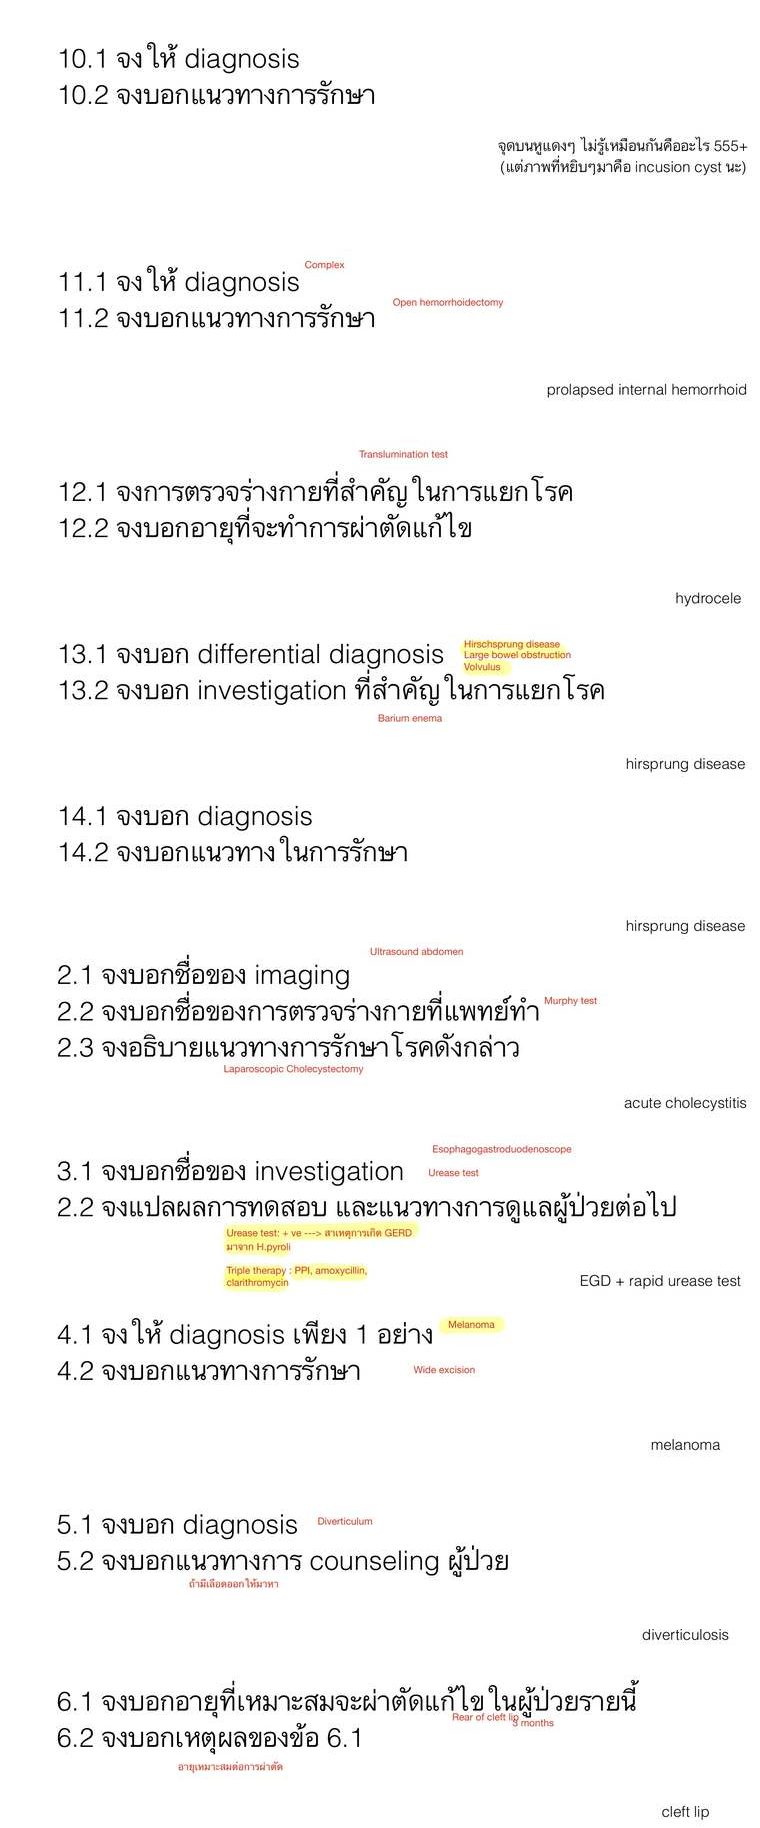 10.1 จงให้ diagnosis
10.2 จงบอกแนวทางการรักษา
จุดบนหูแดงๆ ไม่รู้เหมือนกันคืออะไร 555+
(แต่ภาพที่หยิบๆมาคือ incusion cyst นะ)
Complex
11.1 จงให้ diagnosis
Open hemorrhoidectomy
11.2 จงบอกแนวทางการรักษา
prolapsed internal hemorrhoid
Translumination test
12.1 จงการตรวจร่างกายที่สำคัญในการแยกโรค
12.2 จงบอกอายุที่จะทำการผ่าตัดแก้ไข
hydrocele
Hirschsprung disease
13.1 จงบอก differential diagnosis
Large bowel obstruction
Volvulus
13.2 จงบอก investigation ที่สำคัญในการแยกโรค
Barium enema
hirsprung disease
14.1 จงบอก diagnosis
14.2 จงบอกแนวทางในการรักษา
hirsprung disease
Ultrasound abdomen
2.1 จงบอกชื่อของ imaging
2.2 จงบอกชื่อของการตรวจร่างกายที่แพทย์ทำ
Murphy test
2.3 จงอธิบายแนวทางการรักษาโรคดังกล่าว
Laparoscopic Cholecystectomy
acute cholecystitis
Esophagogastroduodenoscope
3.1 จงบอกชื่อของ investigation
Urease test
2.2 จงแปลผลการทดสอบ และแนวทางการดูแลผู้ป่วยต่อไป
Urease test: + ve ---> สาเหตุการเกิด GERD
มาจาก H.pyroli
Triple therapy : PPI, amoxycillin,
clarithromycin
EGD + rapid urease test
4.1 จงให้ diagnosis เพียง 1 อย่าง
Melanoma
4.2 จงบอกแนวทางการรักษา
Wide excision
melanoma
5.1 จงบอก diagnosis
Diverticulum
5.2 จงบอกแนวทางการ counseling ผู้ป่วย
ถ้ามีเลือดออกให้มาหา
diverticulosis
6.1 จงบอกอายุที่เหมาะสมจะผ่าตัดแก้ไขในผู้ป่วยรายนี้
Rear of cleft lip
3 months
6.2 จงบอกเหตุผลของข้อ 6.1
อายุเหมาะสมต่อการผ่าตัด
cleft lip